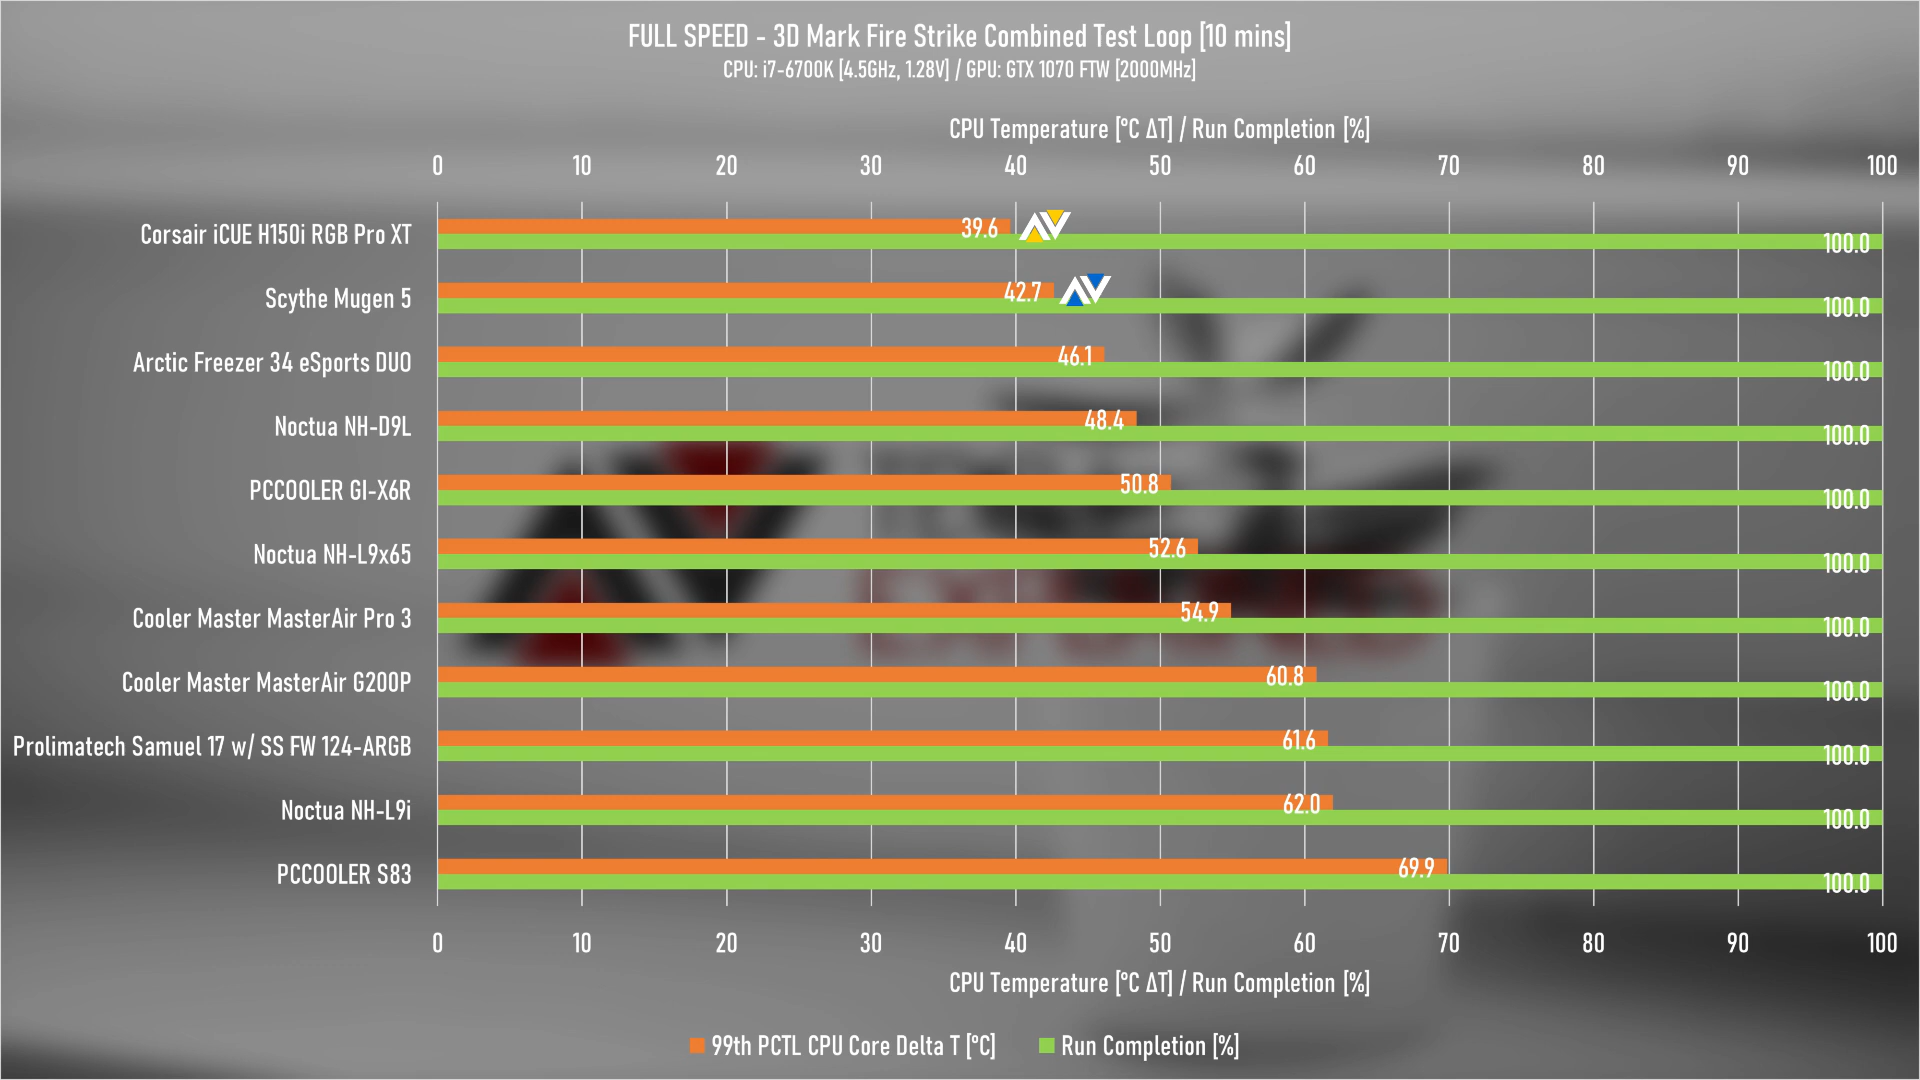 FULL SPEED - 3D Mark Fire Strike Combined Test Loop [10 mins]
CPU: i7-6700K [4.5GHz, 1.28V] / GPU: GTX 1070 FTW [2000MHz]
CPU Temperature [°C ΔT] / Run Completion [%]
0 10 20 30 40 50 60 70 80 90 100
Corsair iCUE H150i RGB Pro XT 39.6 100.0
Scythe Mugen 5 42.7 100.0
Arctic Freezer 34 eSports DUO 46.1 100.0
Noctua NH-D9L 48.4 100.0
PCCOOLER GI-X6R 50.8 100.0
Noctua NH-L9x65 52.6 100.0
Cooler Master MasterAir Pro 3 54.9 100.0
Cooler Master MasterAir G200P 60.8 100.0
Prolimatech Samuel 17 w/ SS FW 124-ARGB 61.6 100.0
Noctua NH-L9i 62.0 100.0
PCCOOLER S83 69.9 100.0
0 10 20 30 40 50 60 70 80 90 100
CPU Temperature [°C ΔT] / Run Completion [%]
99th PCTL CPU Core Delta T [°C] Run Completion [%]